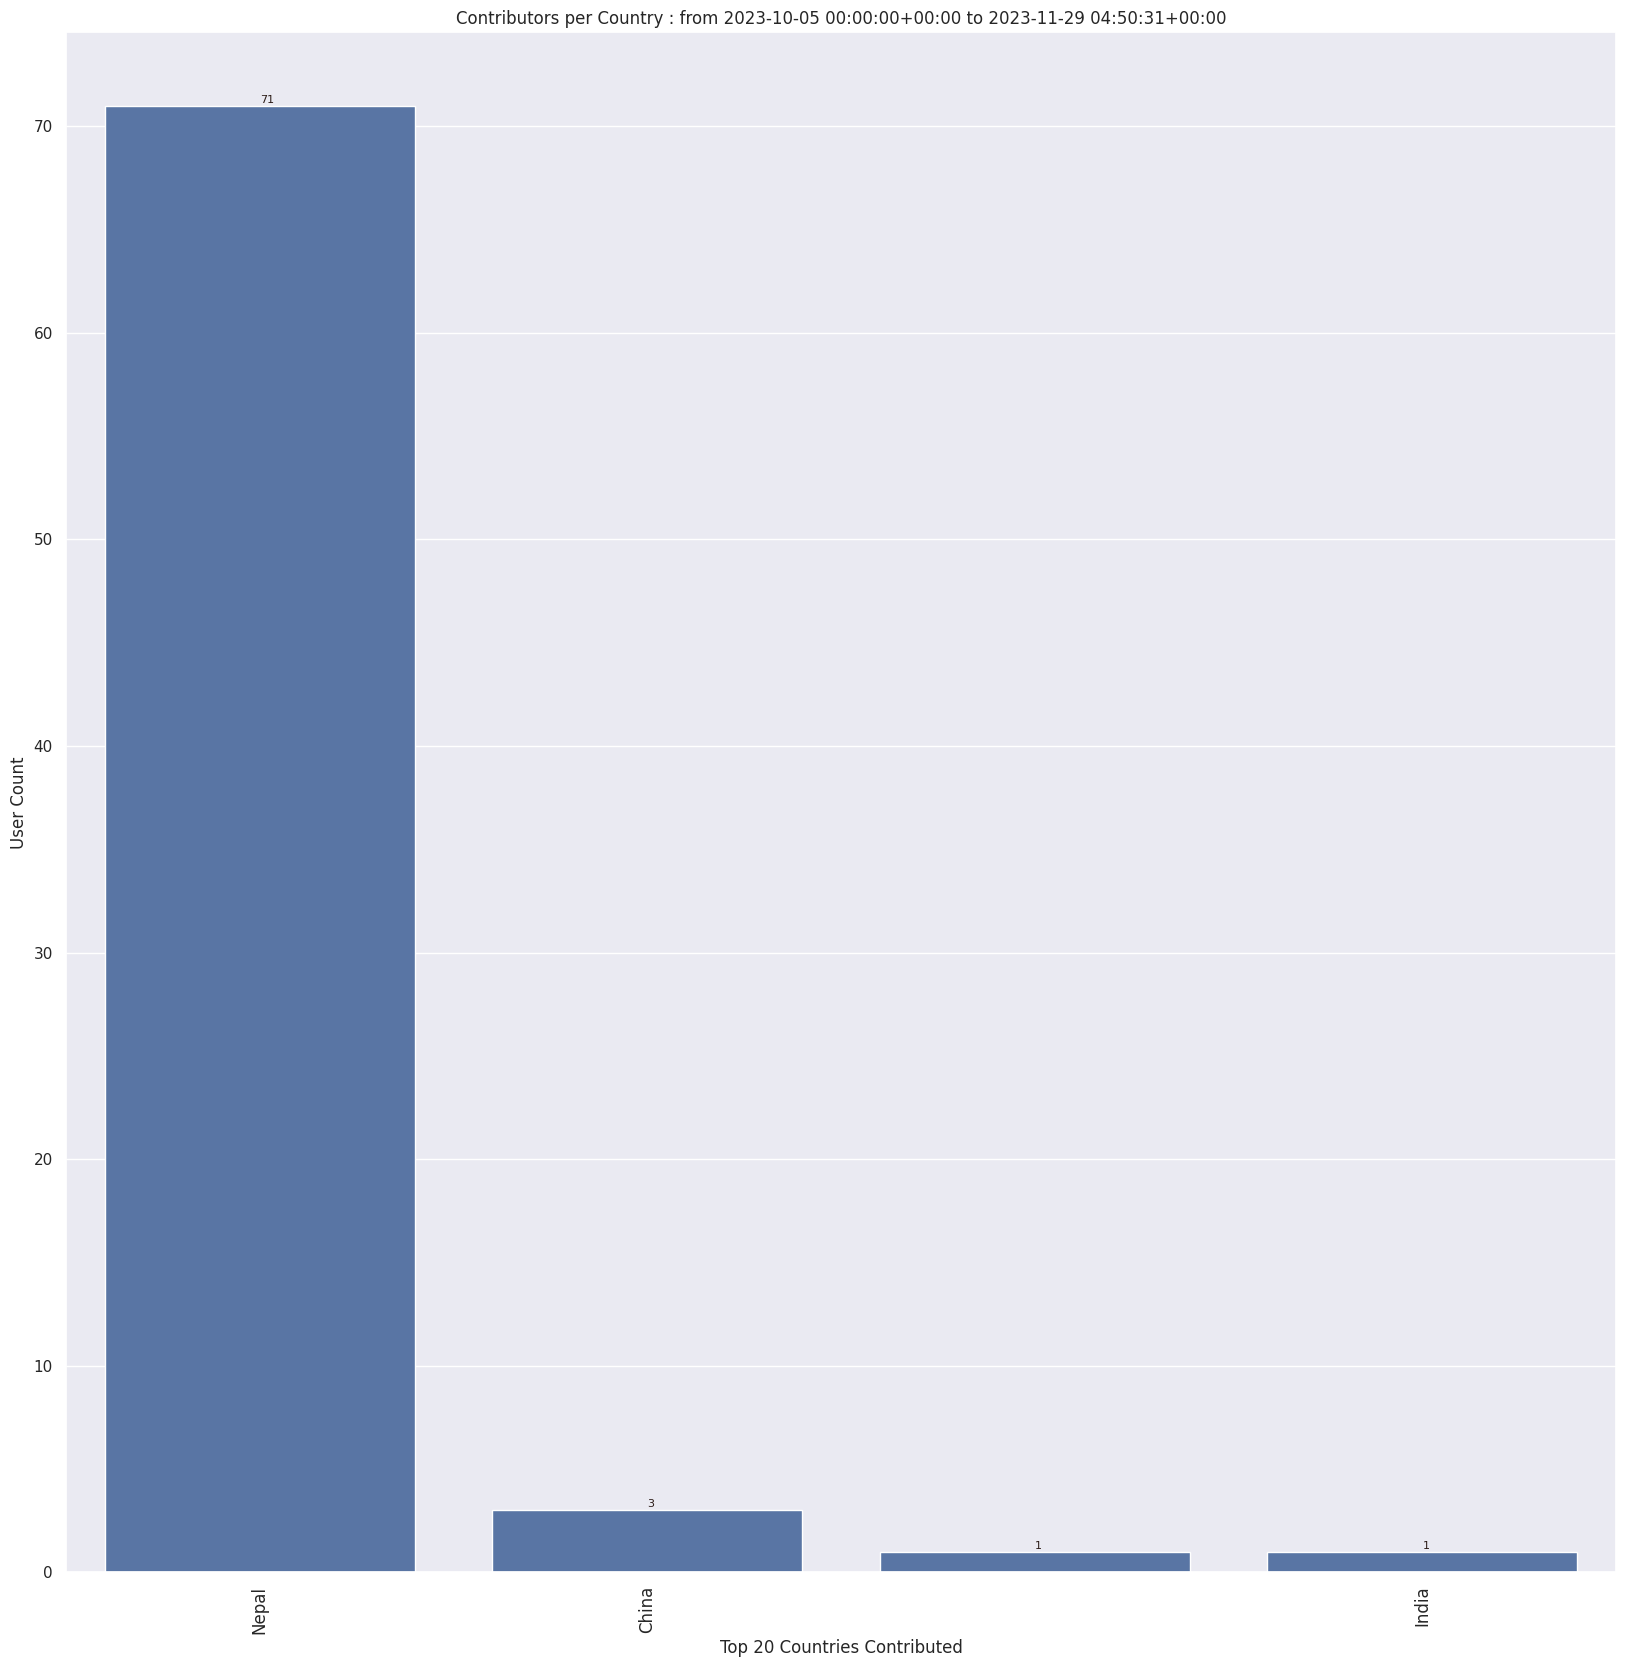 Contributors per Country : from 2023-10-05 00:00:00+00:00 to 2023-11-29 04:50:31+00:00
71
70
60
50
40
30
20
10
0
User Count
3
1
1
Nepal
China
India
Top 20 Countries Contributed